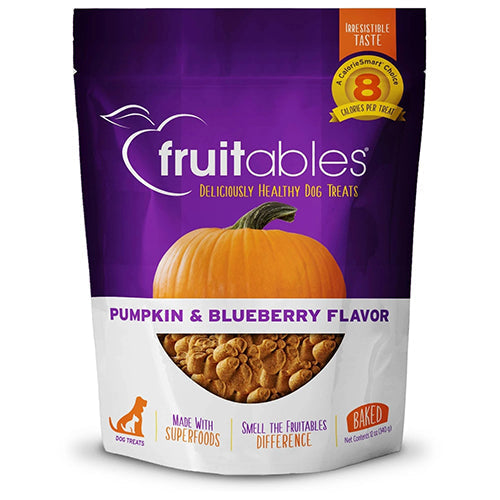 IRRESISTIBLE
TASTE
A CalorieSmart Choice
8
CALORIES PER TREAT
fruitables®
DELICIOUSLY HEALTHY DOG TREATS
PUMPKIN & BLUEBERRY FLAVOR
DOG TREATS
MADE WITH
SUPERFOODS
SMELL THE FRUITABLES
DIFFERENCE
BAKED
Net Contents 12 oz (340g)